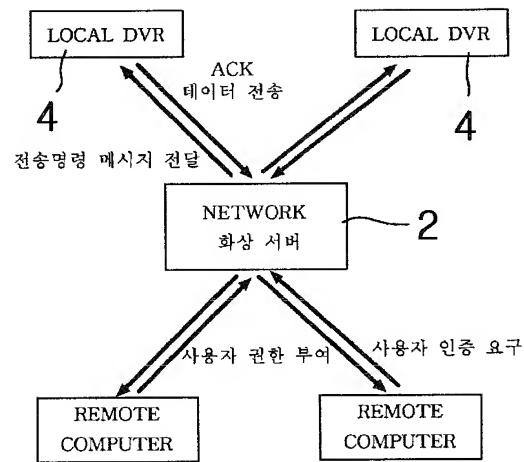 LOCAL DVR
LOCAL DVR
4
ACK
데이터 전송
4
전송명령 메시지 전달
NETWORK
화상 서버
2
사용자 권한 부여
사용자 인증 요구
REMOTE
COMPUTER
REMOTE
COMPUTER